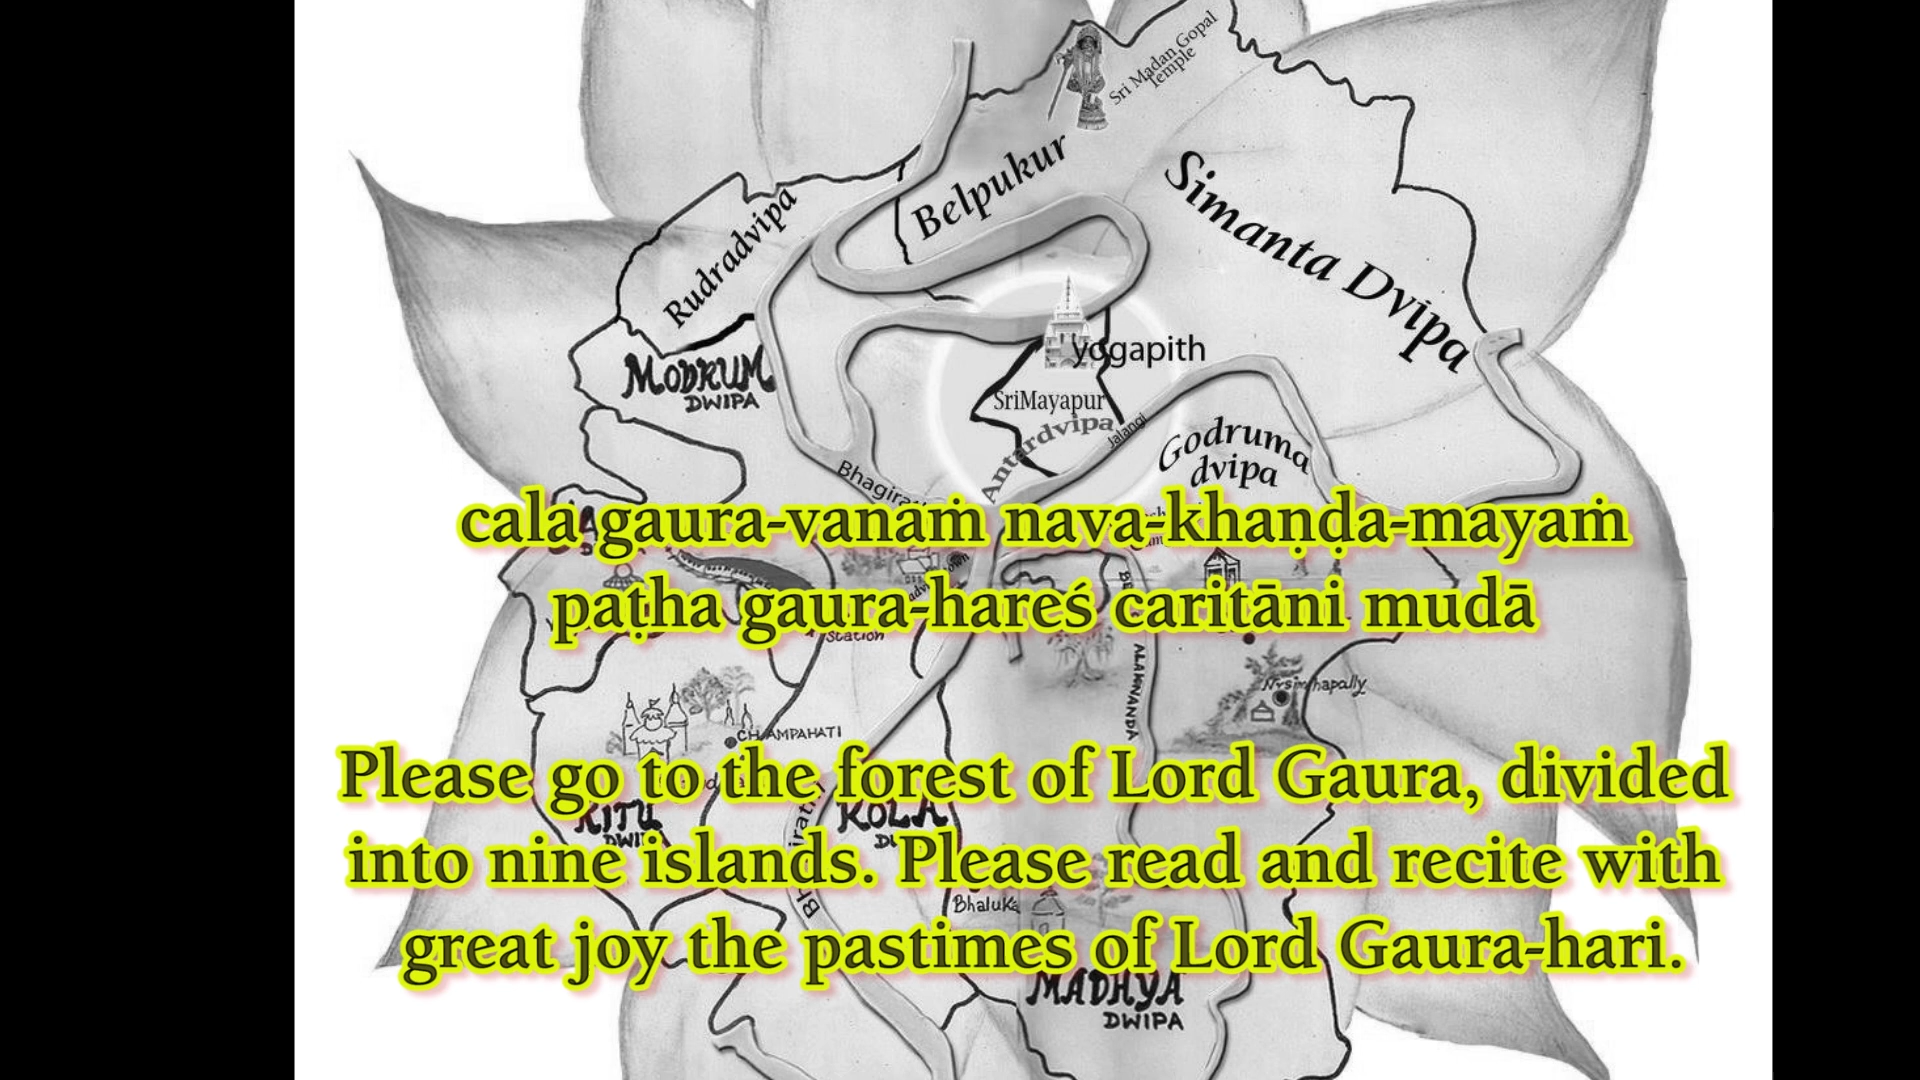 Sri Madan Gopal
Temple
Belpukur
Simanta Dvipa
Rudradvipa
yogapith
MODRUM
DWIPA
SriMayapur
Antardvipa
Jalangi
Godruma
dvipa
cala gaura-vanaṁ nava-khaṇḍa-mayaṁ
paṭha gaura-hareś caritāni mudā
Station
ALAKNANDA
Nrsimhapally
CHAMPAHATI
Please go to the forest of Lord Gaura, divided
RITU
KOLA
into nine islands. Please read and recite with
Bhaluka
great joy the pastimes of Lord Gaura-hari.
MADHYA
DWIPA